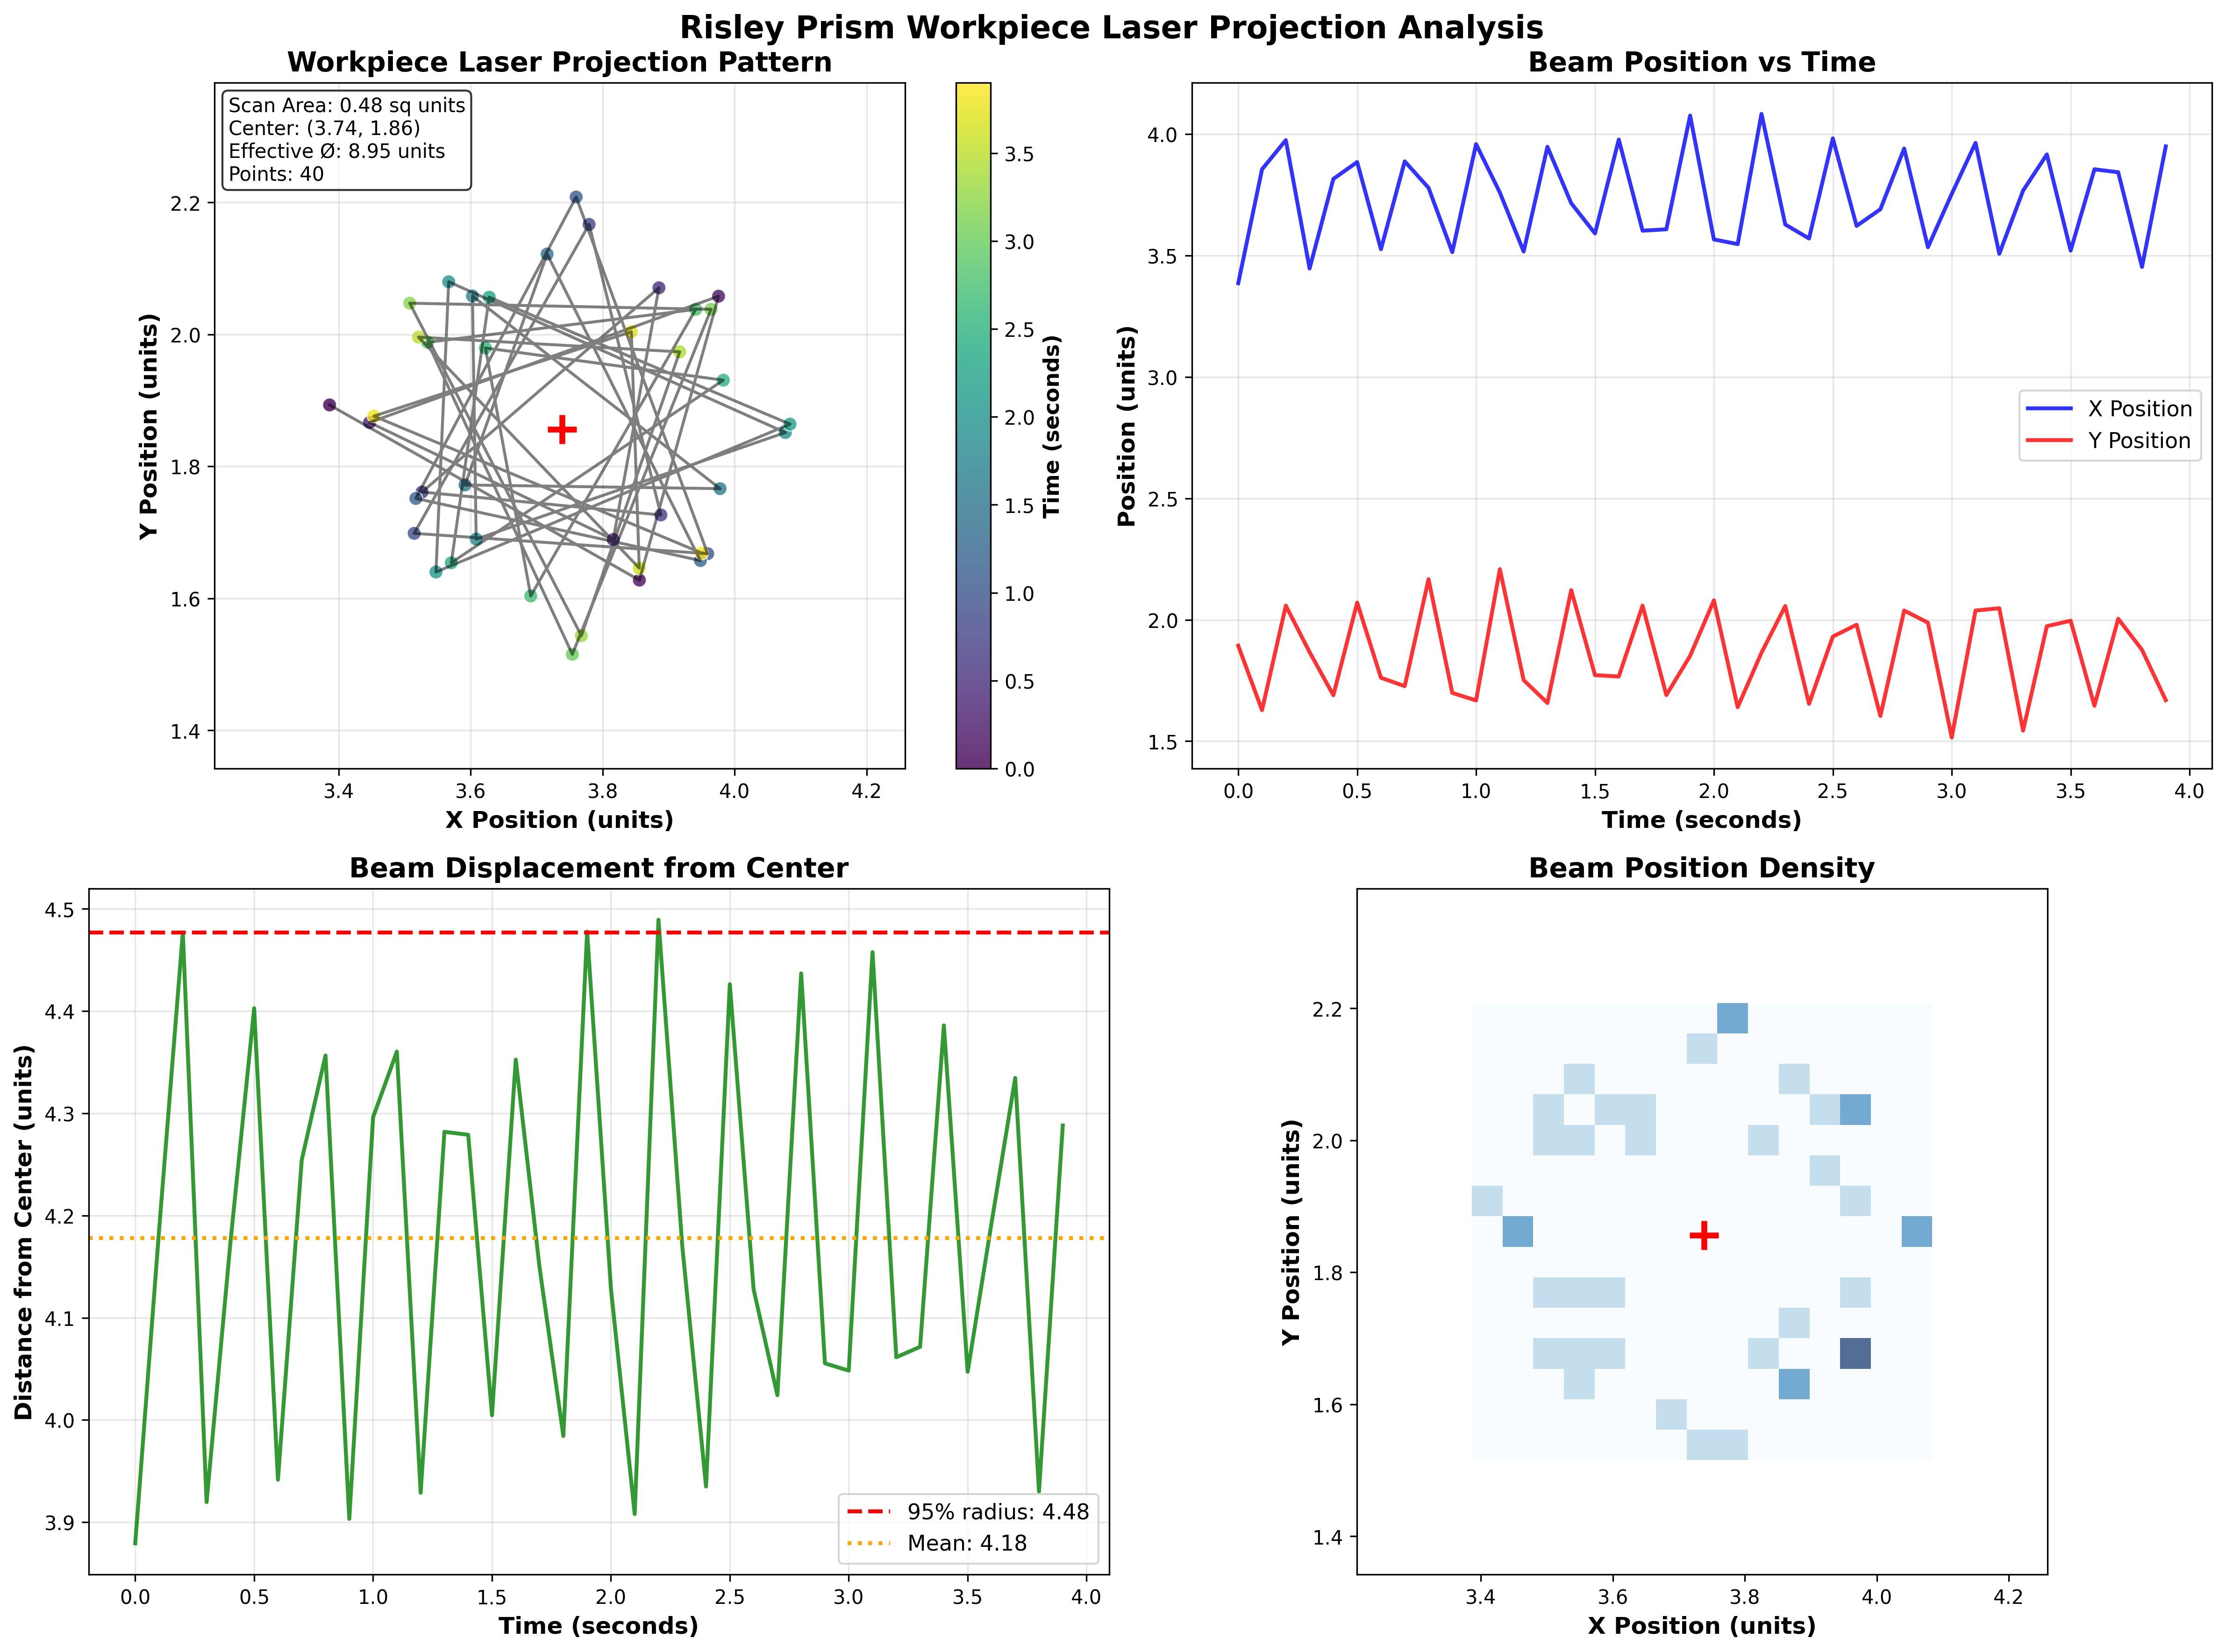 Risley Prism Workpiece Laser Projection Analysis
Workpiece Laser Projection Pattern
Scan Area: 0.48 sq units
Center: (3.74, 1.86)
Effective Ø: 8.95 units
Points: 40
2.2
2.0
1.8
1.6
1.4
Y Position (units)
3.4 3.6 3.8 4.0 4.2
X Position (units)
3.5
3.0
2.5
2.0
1.5
1.0
0.5
0.0
Time (seconds)
Beam Position vs Time
4.0
3.5
3.0
2.5
2.0
1.5
Position (units)
X Position
Y Position
0.0 0.5 1.0 1.5 2.0 2.5 3.0 3.5 4.0
Time (seconds)
Beam Displacement from Center
4.5
4.4
4.3
4.2
4.1
4.0
3.9
Distance from Center (units)
95% radius: 4.48
Mean: 4.18
0.0 0.5 1.0 1.5 2.0 2.5 3.0 3.5 4.0
Time (seconds)
Beam Position Density
2.2
2.0
1.8
1.6
1.4
Y Position (units)
3.4 3.6 3.8 4.0 4.2
X Position (units)